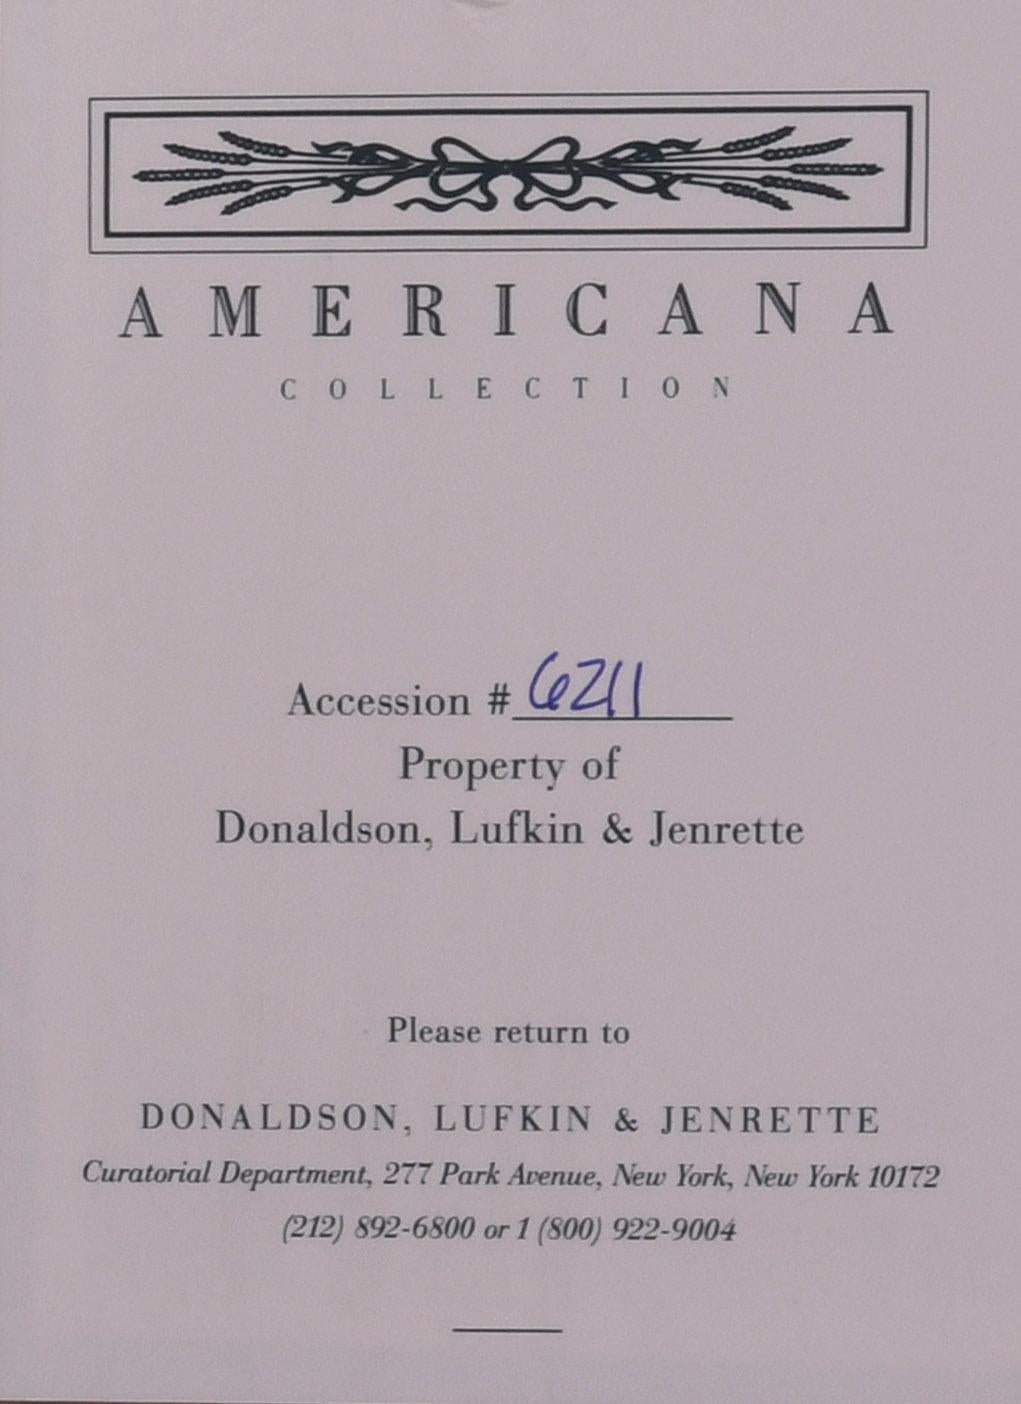 AMERICANA
COLLECTION
Accession # 6211
Property of
Donaldson, Lufkin & Jenrette
Please return to
DONALDSON, LUFKIN & JENRETTE
Curatorial Department, 277 Park Avenue, New York, New York 10172
(212) 892-6800 or 1 (800) 922-9004